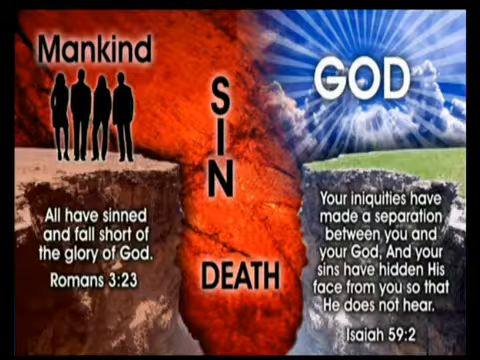 Mankind
All have sinned
and fall short of
the glory of God.
Romans 3:23
SIN
DEATH
GOD
Your iniquities have
made a separation
between you and
your God, And your
sins have hidden His
face from you so that
He does not hear.
Isaiah 59:2